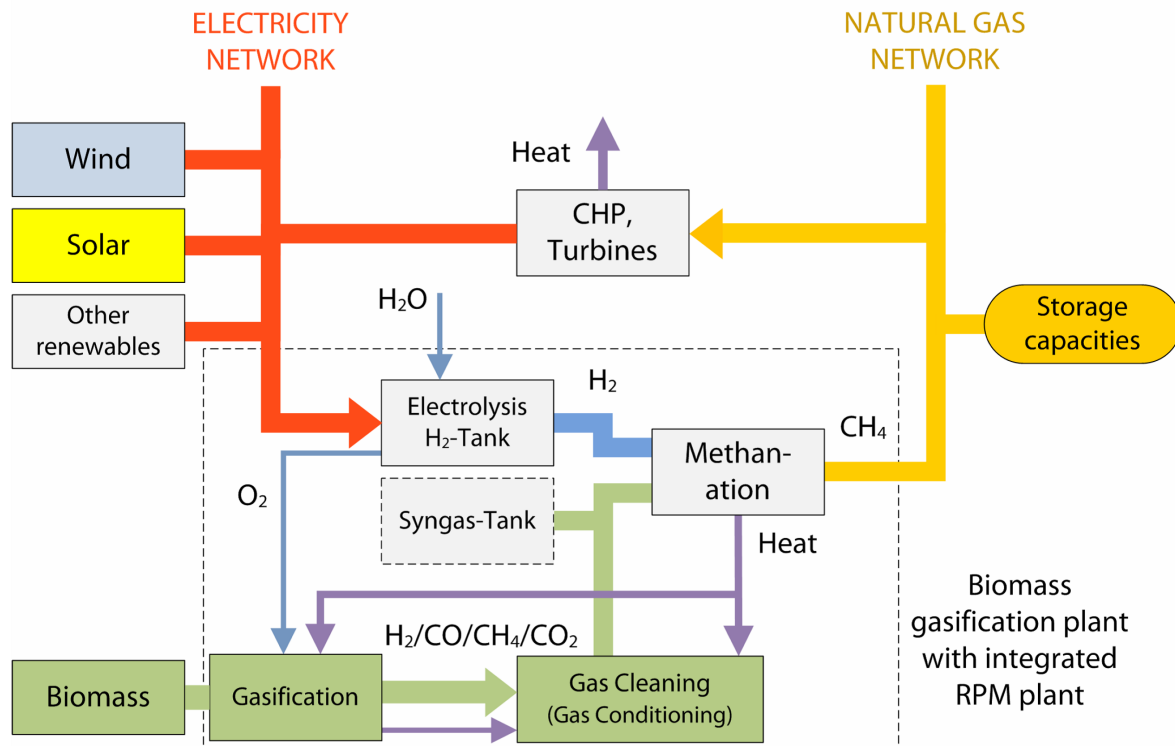 ELECTRICITY
NETWORK
NATURAL GAS
NETWORK
Wind
Heat
CHP,
Turbines
Solar
H₂O
Other
renewables
Storage
capacities
H₂
Electrolysis
H₂-Tank
CH₄
Methan-
ation
O₂
Syngas-Tank
Heat
Biomass
gasification plant
with integrated
RPM plant
H₂/CO/CH₄/CO₂
Biomass
Gasification
Gas Cleaning
(Gas Conditioning)